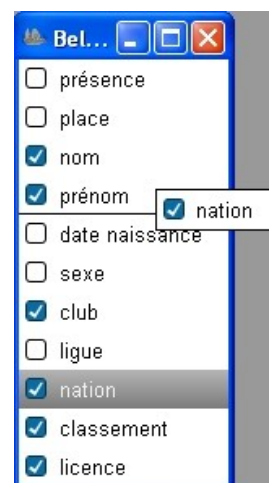 Bel...
présence
place
nom
prénom
nation
date naissance
sexe
club
ligue
nation
classement
licence